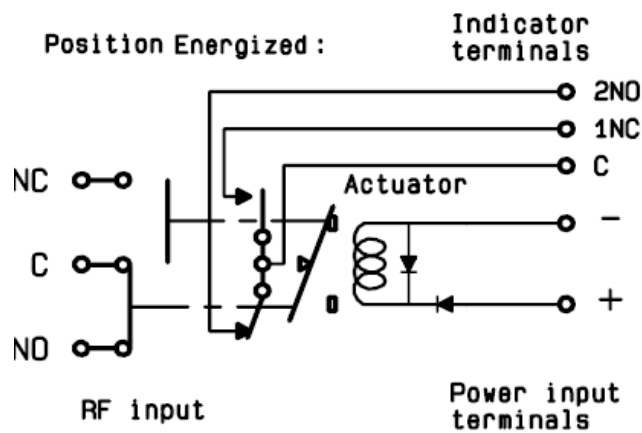 Position Energized :
Indicator
terminals
2NO
1NC
C
NC
Actuator
-
C
+
NO
RF input
Power input
terminals